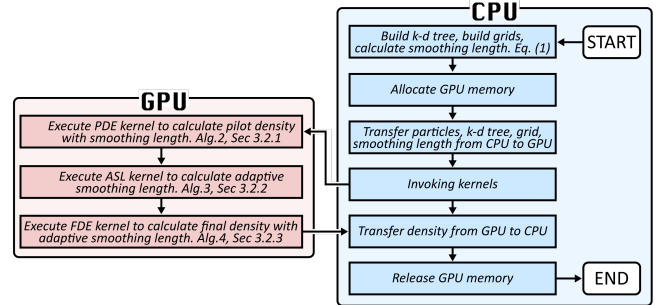 CPU
Build k-d tree, build grids,
calculate smoothing length. Eq. (1)
START
Allocate GPU memory
Transfer particles, k-d tree, grid,
smoothing length from CPU to GPU
Invoking kernels
GPU
Execute PDE kernel to calculate pilot density
with smoothing length. Alg.2, Sec 3.2.1
Execute ASL kernel to calculate adaptive
smoothing length. Alg.3, Sec 3.2.2
Execute FDE kernel to calculate final density with
adaptive smoothing length. Alg.4, Sec 3.2.3
Transfer density from GPU to CPU
Release GPU memory
END